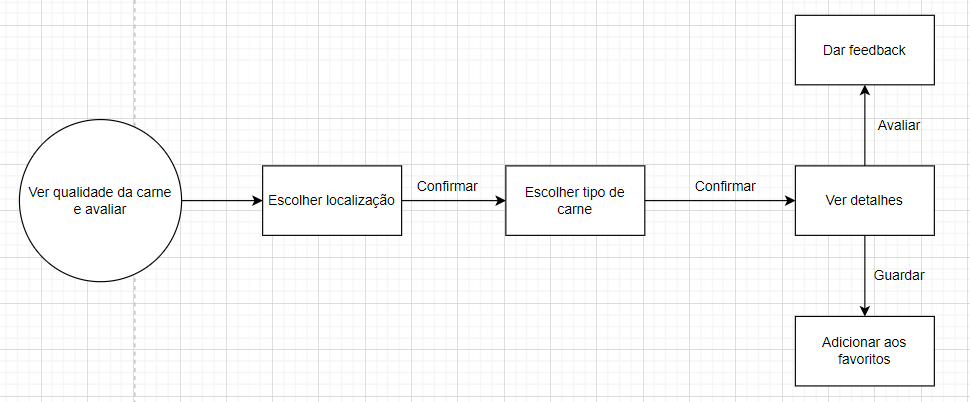 Dar feedback
Avaliar
Ver qualidade da carne
e avaliar
Escolher localização
Confirmar
Escolher tipo de
carne
Confirmar
Ver detalhes
Guardar
Adicionar aos
favoritos